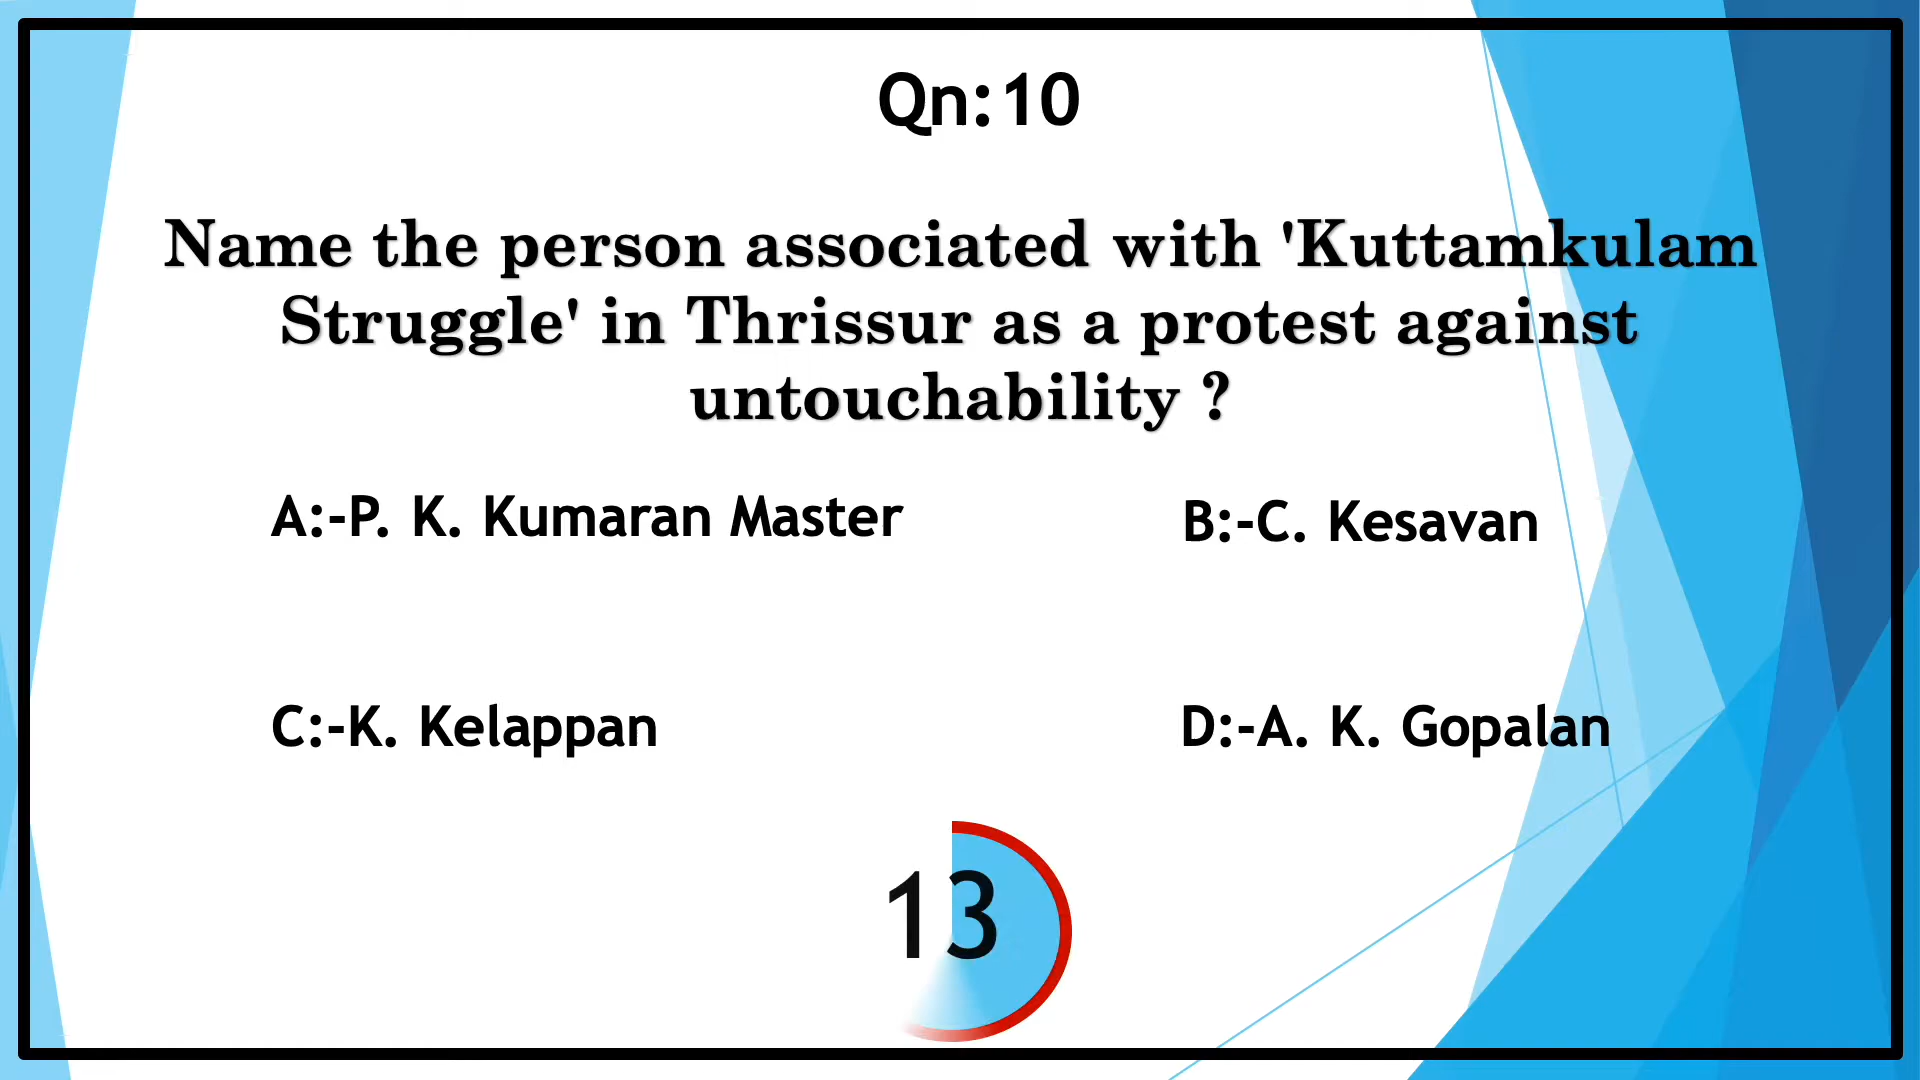 Qn:10
Name the person associated with 'Kuttamkulam
Struggle' in Thrissur as a protest against
untouchability ?
A:-P. K. Kumaran Master
B:-C. Kesavan
C:-K. Kelappan
D:-A. K. Gopalan
13